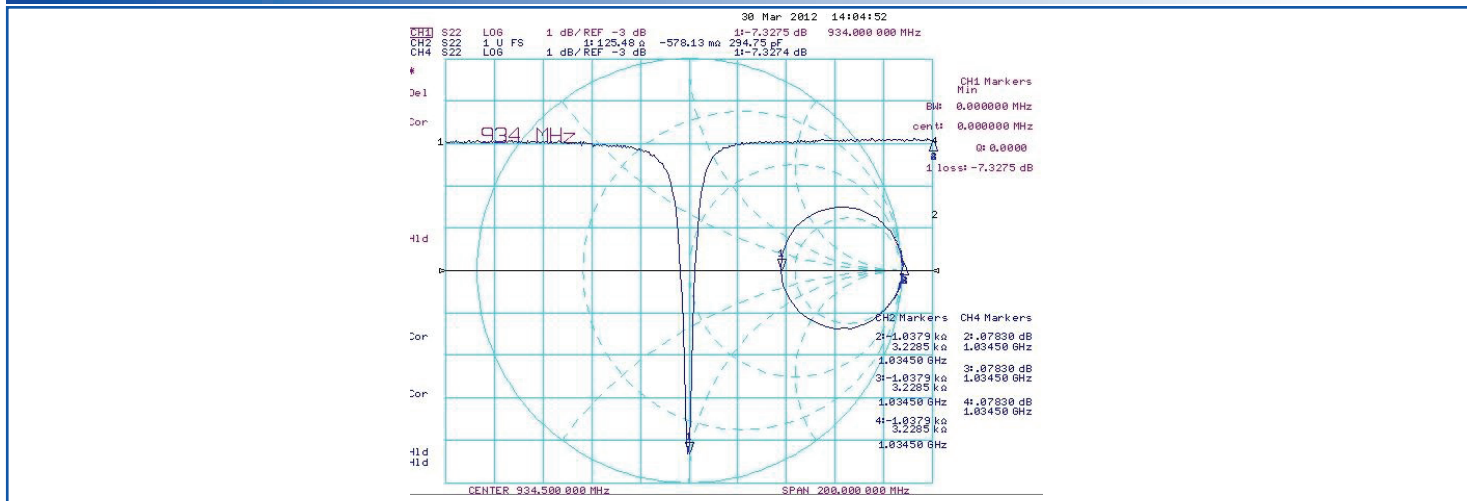 30 Mar 2012 14:04:52
CH1 S22 LOG 1 dB/ REF -3 dB 1:-7.3275 dB 934.000 000 MHz
CH2 S22 1 U FS 1: 125.48 Ω -578.13 mΩ 294.75 pF
CH4 S22 LOG 1 dB/ REF -3 dB 1:-7.3274 dB
*
Del
Cor
CH1 Markers
Min
BW: 0.000000 MHz
cent: 0.000000 MHz
Q: 0.0000
1 loss: -7.3275 dB
934 MHz
1
2
Hld
1
CH2 Markers CH4 Markers
Cor
2:-1.0379 kΩ 2:.07830 dB
3.2285 kΩ 1.03450 GHz
1.03450 GHz
3:-1.0379 kΩ 3:.07830 dB
3.2285 kΩ 1.03450 GHz
Cor
1.03450 GHz 4:.07830 dB
1.03450 GHz
4:-1.0379 kΩ
3.2285 kΩ
1.03450 GHz
Hld
Hld
CENTER 934.500 000 MHz SPAN 200.000 000 MHz